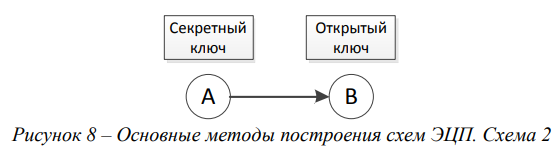 Секретный
ключ
Открытый
ключ
A
B
Рисунок 8 – Основные методы построения схем ЭЦП. Схема 2